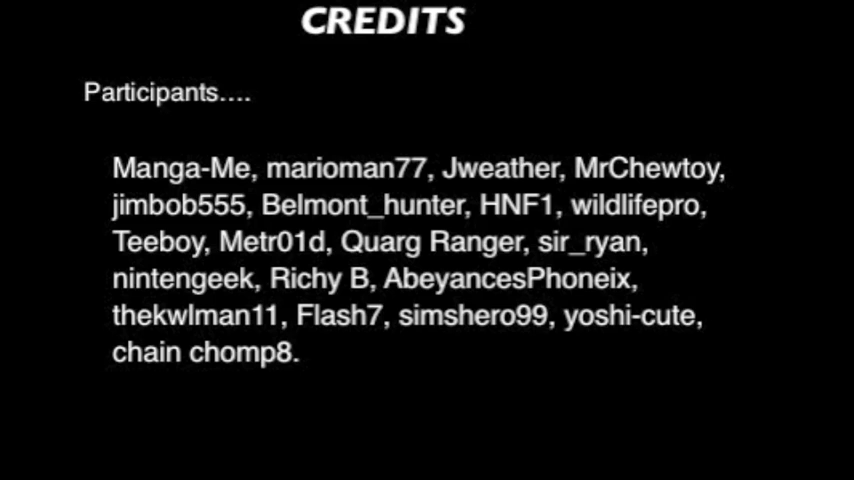 CREDITS
Participants....
Manga-Me, marioman77, Jweather, MrChewtoy,
jimbob555, Belmont_hunter, HNF1, wildlifepro,
Teeboy, Metr01d, Quarg Ranger, sir_ryan,
nintengeek, Richy B, AbeyancesPhoneix,
thekwlman11, Flash7, simshero99, yoshi-cute,
chain chomp8.